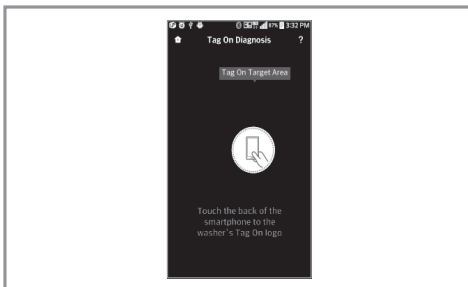 87% 3:32 PM
Tag On Diagnosis ?
Tag On Target Area
Touch the back of the
smartphone to the
washer's Tag On logo